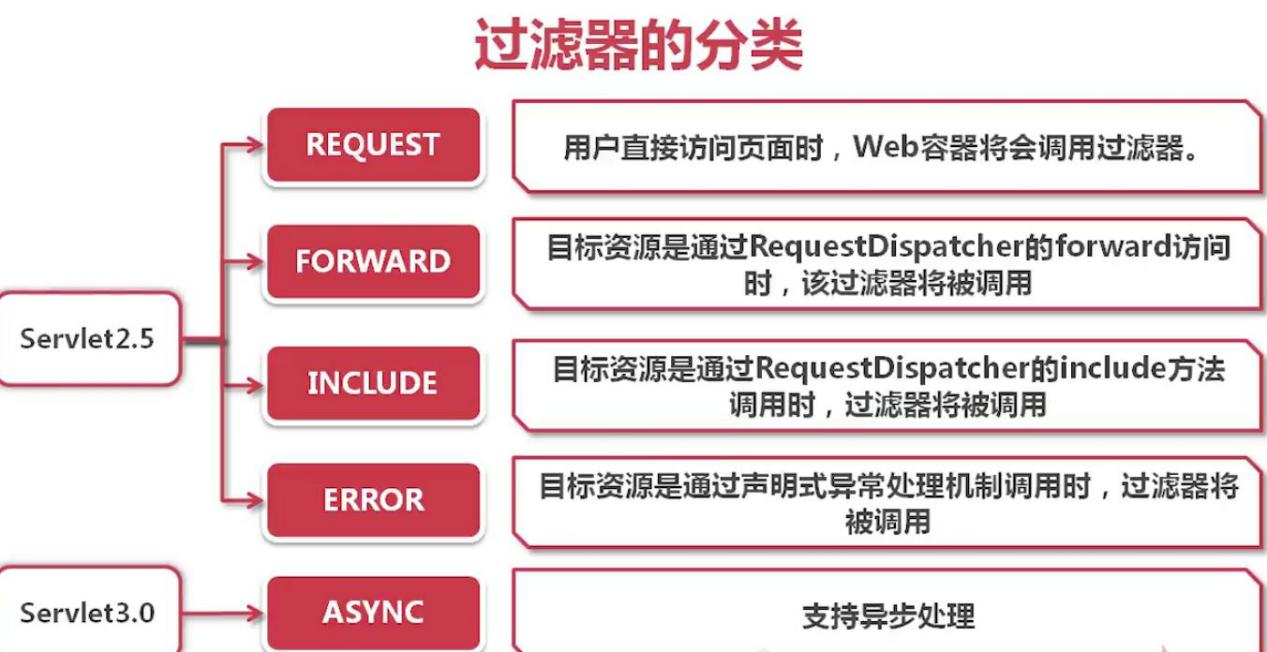 过滤器的分类
REQUEST
用户直接访问页面时，Web容器将会调用过滤器。
FORWARD
目标资源是通过RequestDispatcher的forward访问
时，该过滤器将被调用
Servlet2.5
INCLUDE
目标资源是通过RequestDispatcher的include方法
调用时，过滤器将被调用
ERROR
目标资源是通过声明式异常处理机制调用时，过滤器将
被调用
Servlet3.0
ASYNC
支持异步处理